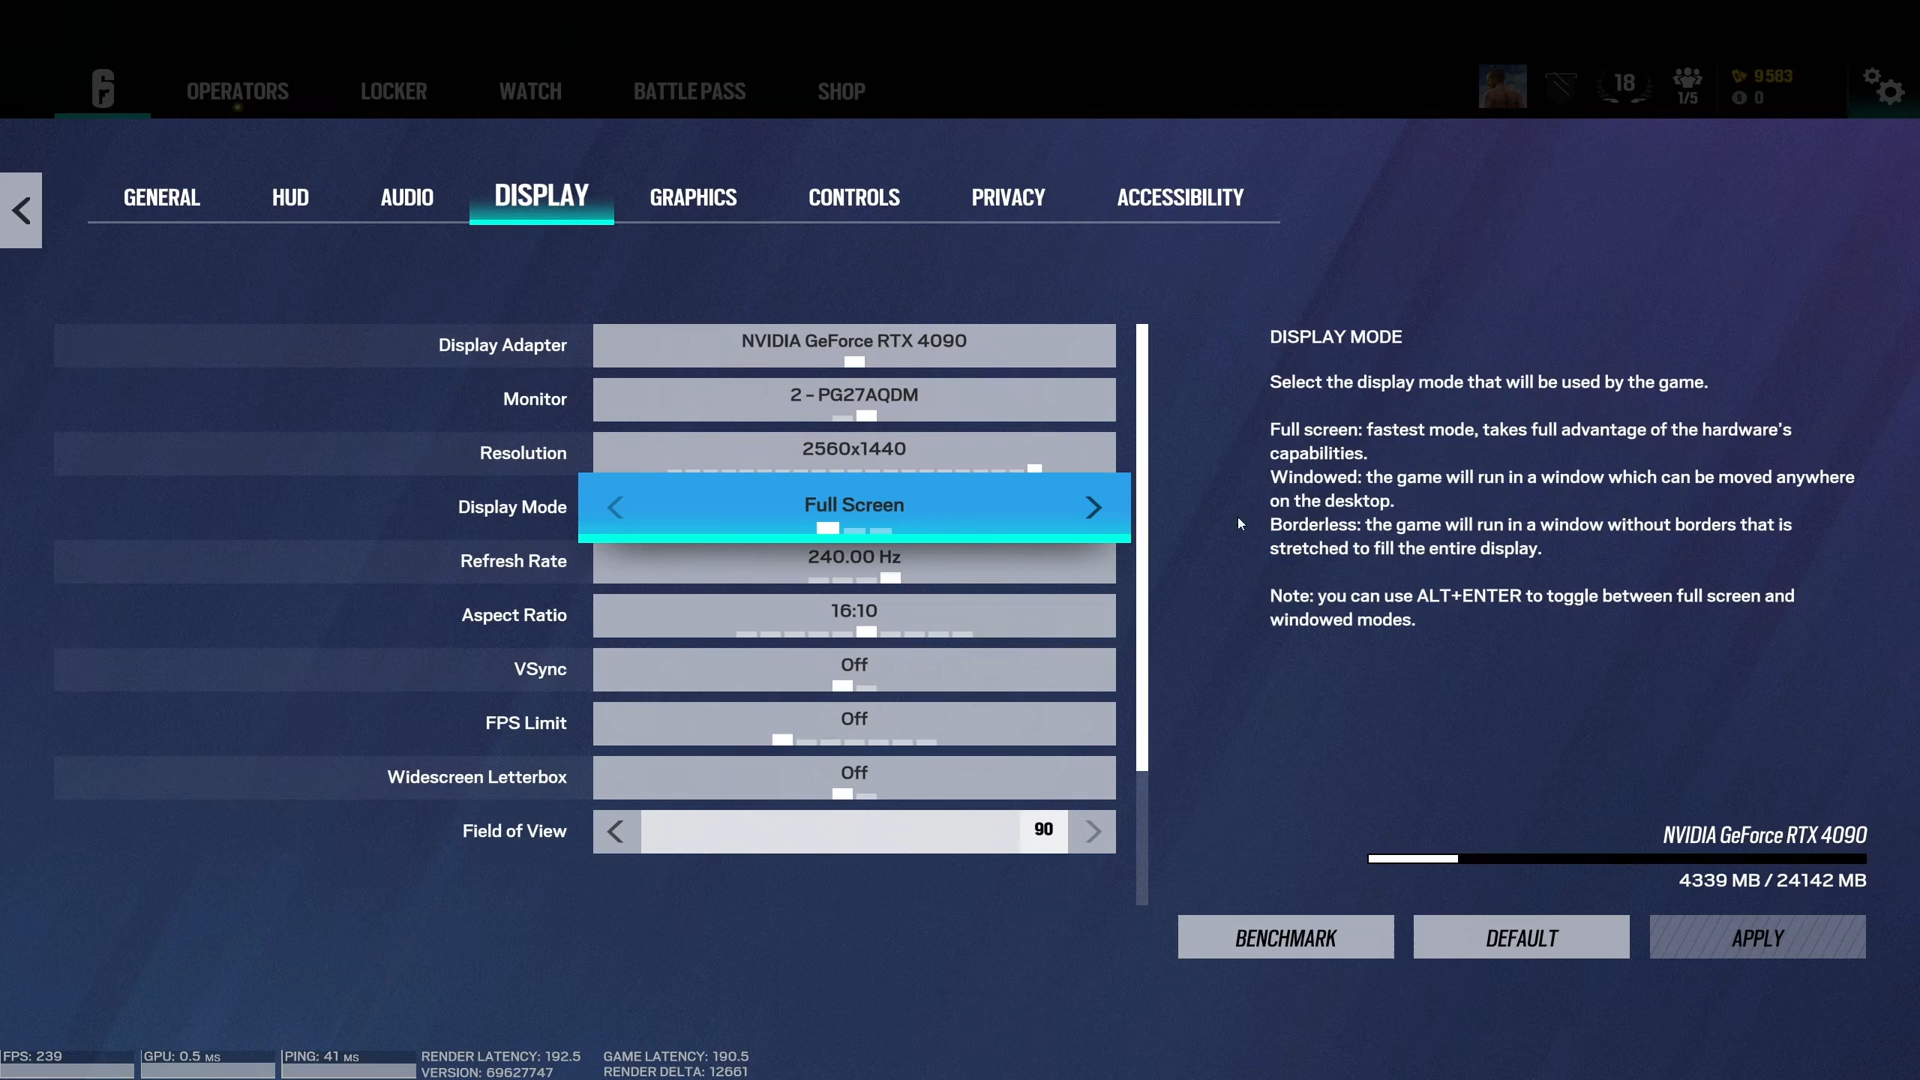 OPERATORS LOCKER WATCH BATTLE PASS SHOP
18 1/5 9 583
0
GENERAL HUD AUDIO DISPLAY GRAPHICS CONTROLS PRIVACY ACCESSIBILITY
Display Adapter NVIDIA GeForce RTX 4090
Monitor 2 - PG27AQDM
Resolution 2560x1440
Display Mode Full Screen
Refresh Rate 240.00 Hz
Aspect Ratio 16:10
VSync Off
FPS Limit Off
Widescreen Letterbox Off
Field of View 90
DISPLAY MODE
Select the display mode that will be used by the game.
Full screen: fastest mode, takes full advantage of the hardware's
capabilities.
Windowed: the game will run in a window which can be moved anywhere
on the desktop.
Borderless: the game will run in a window without borders that is
stretched to fill the entire display.
Note: you can use ALT+ENTER to toggle between full screen and
windowed modes.
NVIDIA GeForce RTX 4090
4339 MB / 24142 MB
BENCHMARK DEFAULT APPLY
FPS: 239 GPU: 0.5 MS PING: 41 MS RENDER LATENCY: 192.5 GAME LATENCY: 190.5
VERSION: 69627747 RENDER DELTA: 12661